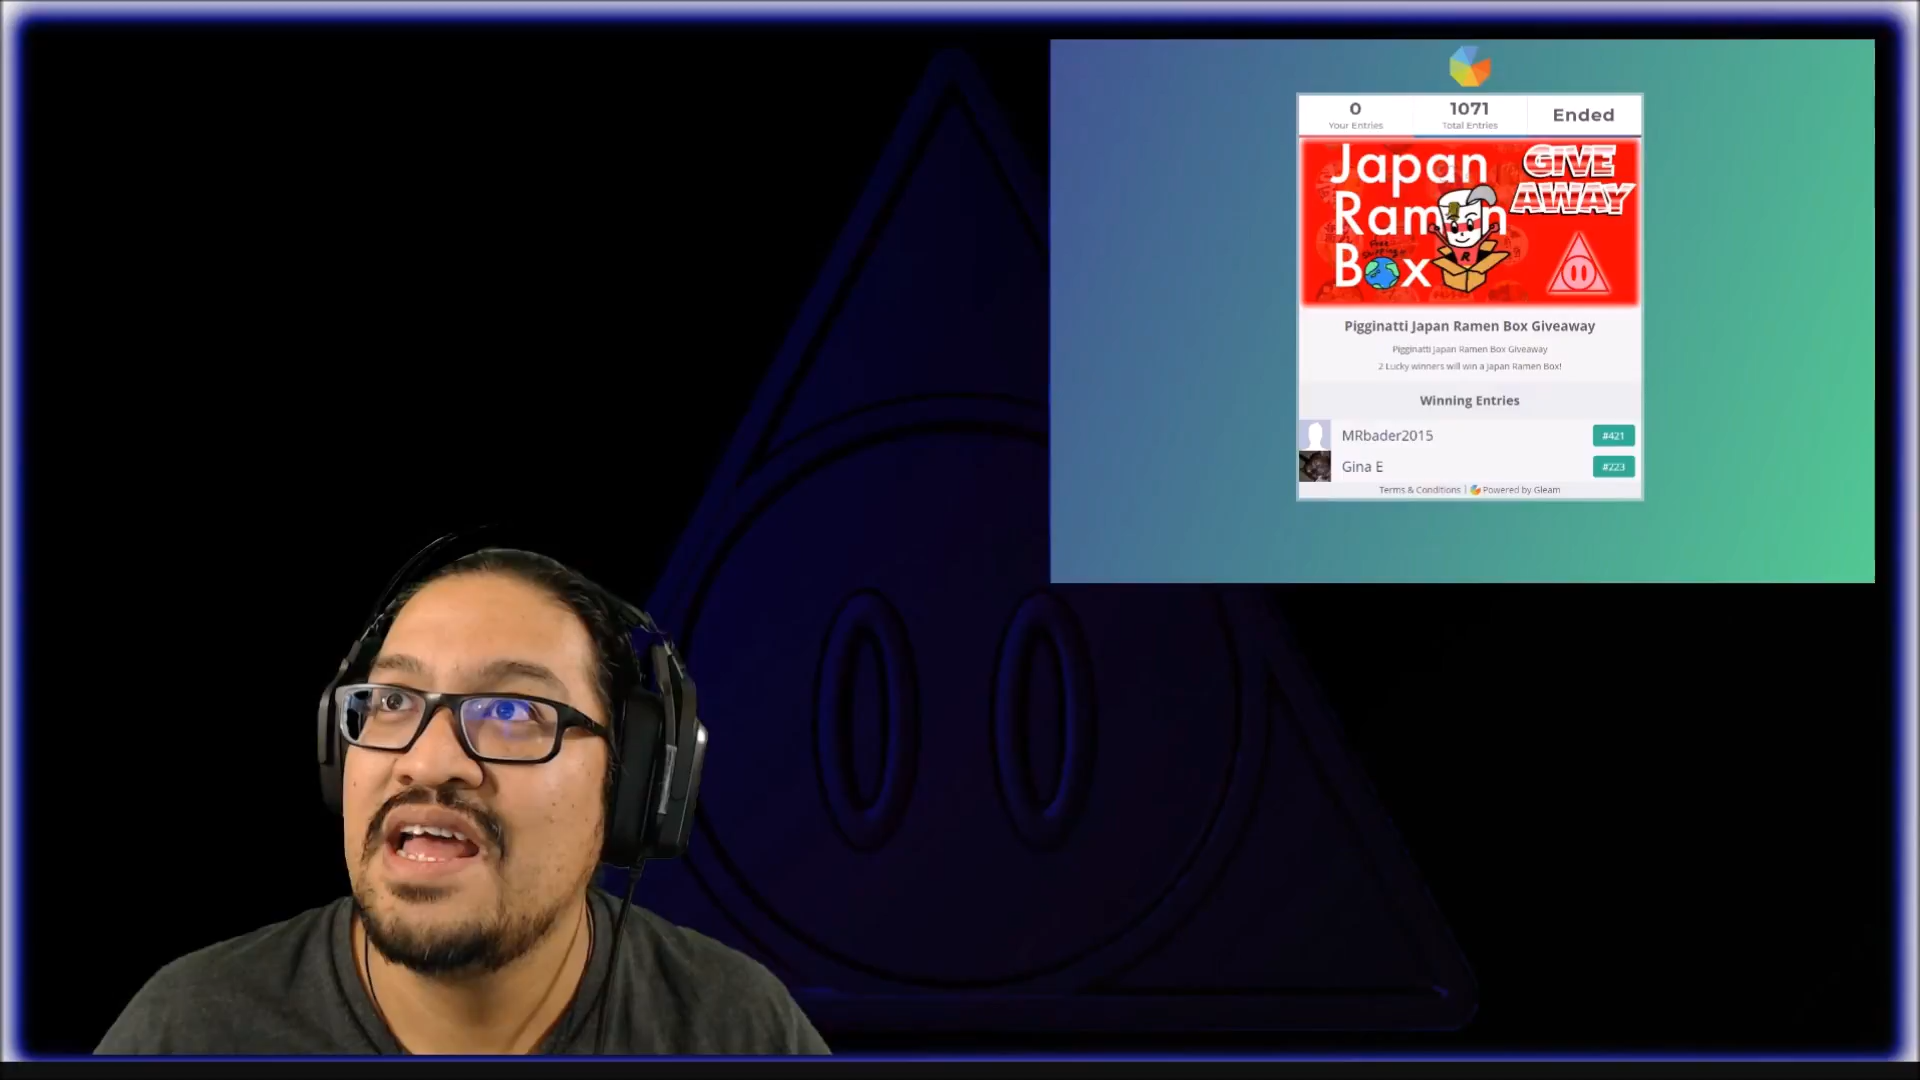 0
Your Entries
1071
Total Entries
Ended
Japan
Ramen
Box
Free
Shipping
GIVE
AWAY
R
Pigginatti Japan Ramen Box Giveaway
Pigginatti Japan Ramen Box Giveaway
2 Lucky winners will win a Japan Ramen Box!
Winning Entries
MRbader2015 #421
Gina E #223
Terms & Conditions | Powered by Gleam